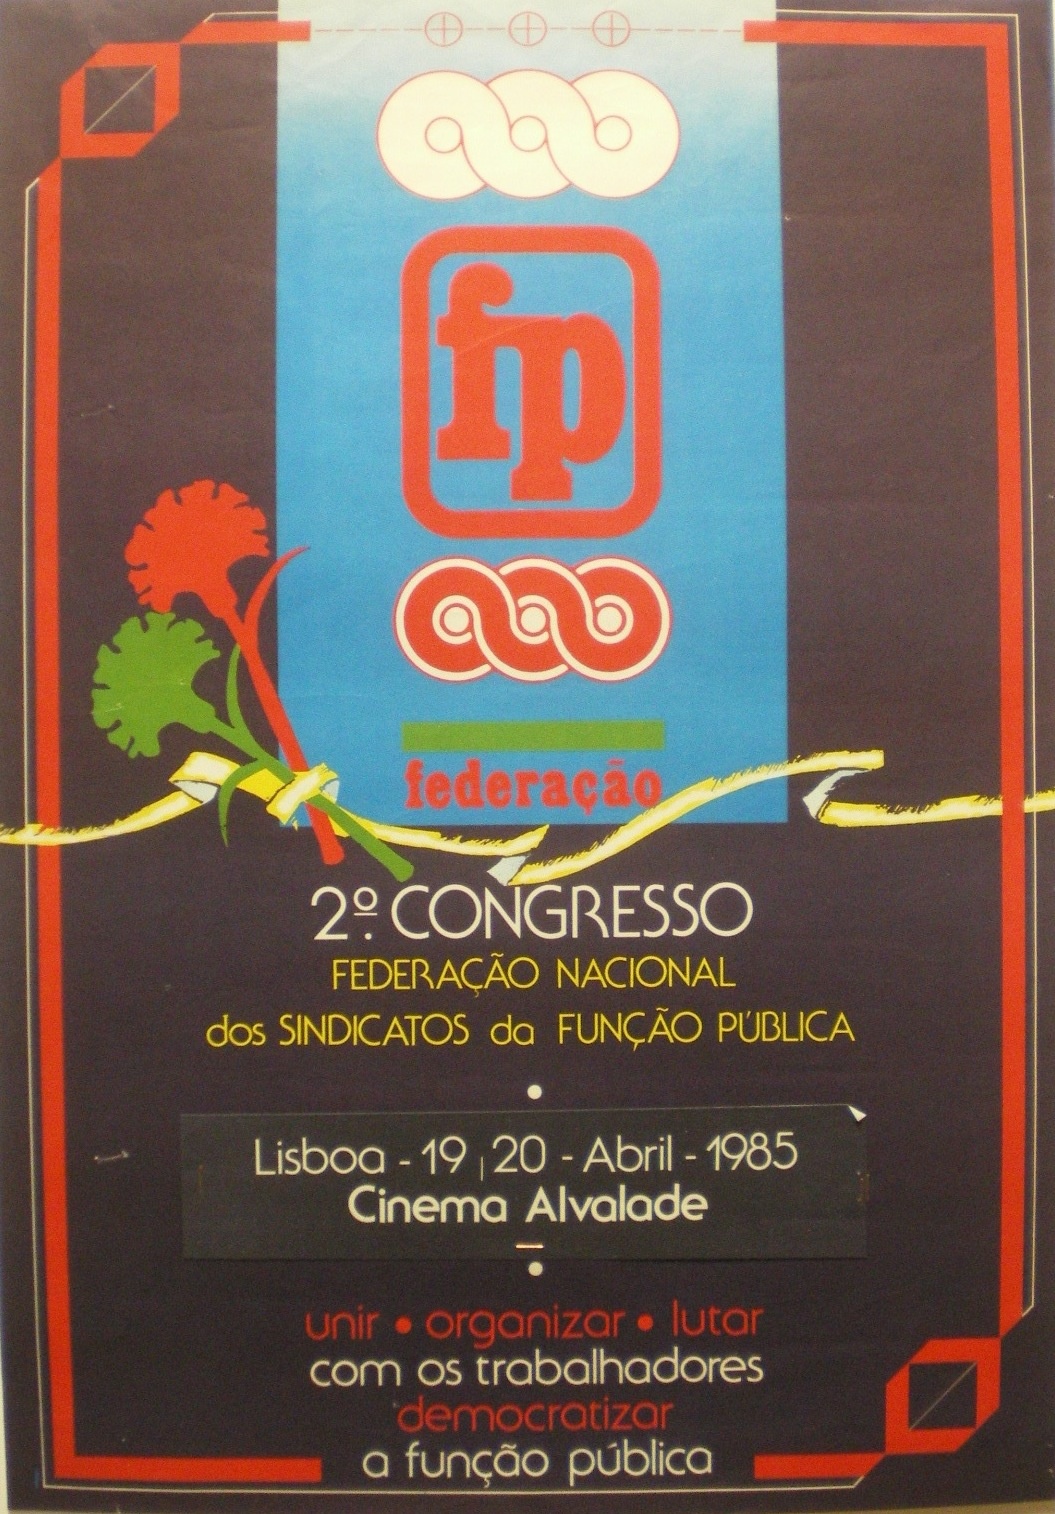 fp
federação
2º. CONGRESSO
FEDERAÇÃO NACIONAL
dos SINDICATOS da FUNÇÃO PÚBLICA
Lisboa - 19 | 20 - Abril - 1985
Cinema Alvalade
unir • organizar • lutar
com os trabalhadores
democratizar
a função pública